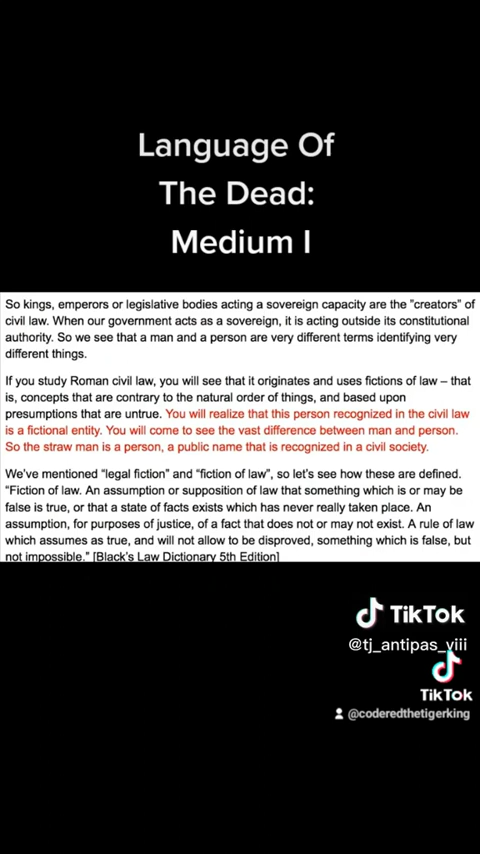 Language Of
The Dead:
Medium I
So kings, emperors or legislative bodies acting a sovereign capacity are the "creators" of
civil law. When our government acts as a sovereign, it is acting outside its constitutional
authority. So we see that a man and a person are very different terms identifying very
different things.
If you study Roman civil law, you will see that it originates and uses fictions of law – that
is, concepts that are contrary to the natural order of things, and based upon
presumptions that are untrue. You will realize that this person recognized in the civil law
is a fictional entity. You will come to see the vast difference between man and person.
So the straw man is a person, a public name that is recognized in a civil society.
We've mentioned "legal fiction" and "fiction of law", so let's see how these are defined.
"Fiction of law. An assumption or supposition of law that something which is or may be
false is true, or that a state of facts exists which has never really taken place. An
assumption, for purposes of justice, of a fact that does not or may not exist. A rule of law
which assumes as true, and will not allow to be disproved, something which is false, but
not impossible." [Black's Law Dictionary 5th Edition]
TikTok
@tj_antipas_viii
TikTok
@coderedthetigerking